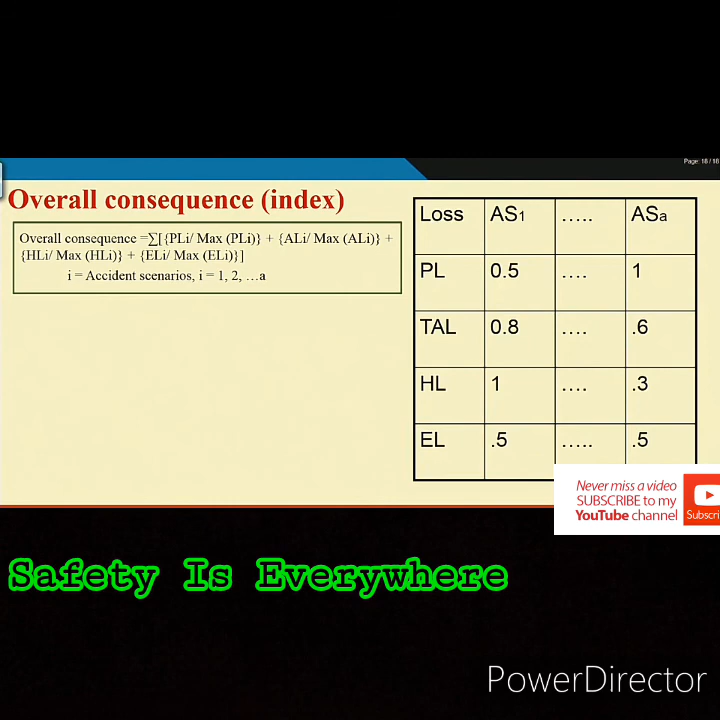 Page: 18 / 18
Overall consequence (index)
Overall consequence =∑[{PLi/ Max (PLi)} + {ALi/ Max (ALi)} +
{HLi/ Max (HLi)} + {ELi/ Max (ELi)}]
i = Accident scenarios, i = 1, 2, …a
Loss AS1 ….. ASa
PL 0.5 …. 1
TAL 0.8 …. .6
HL 1 …. .3
EL .5 ….. .5
Never miss a video
SUBSCRIBE to my
YouTube channel
Subscri
Safety Is Everywhere
PowerDirector